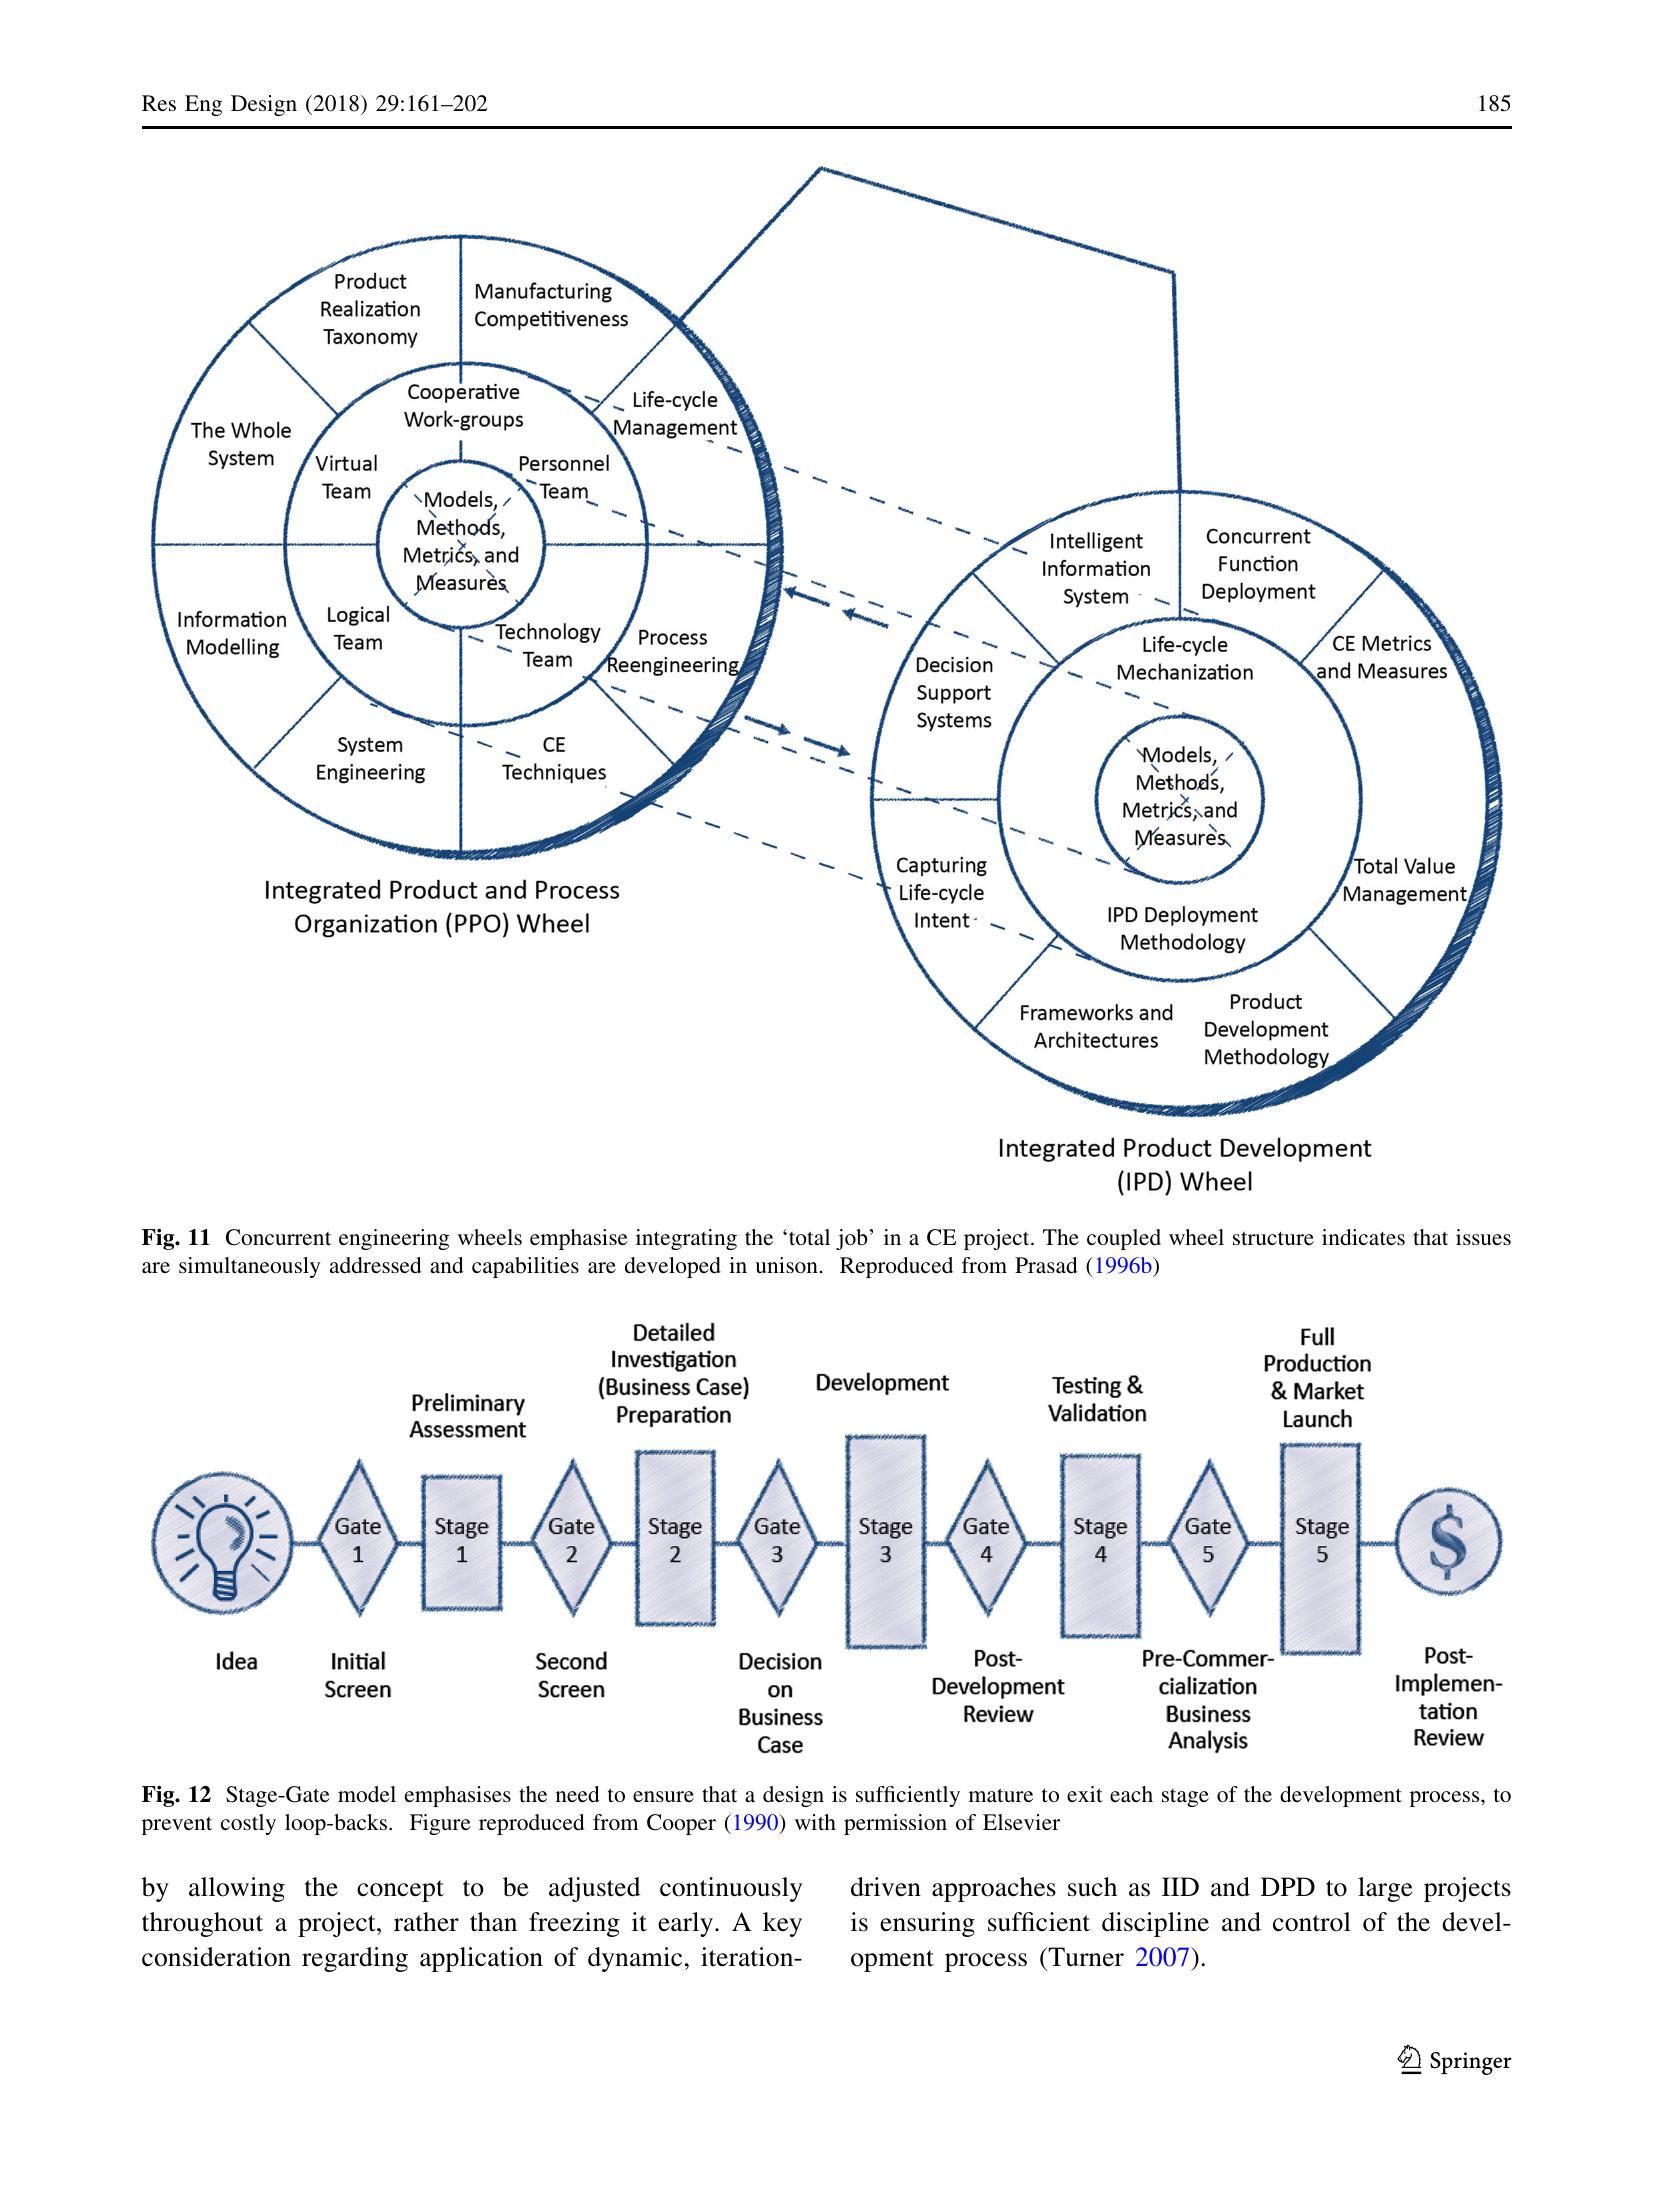 Res Eng Design (2018) 29:161–202
185
Product
Realization
Taxonomy
Manufacturing
Competitiveness
Life-cycle
Management
The Whole
System
Cooperative
Work-groups
Virtual
Team
Personnel
Team
Models,
Methods,
Metrics, and
Measures
Information
Modelling
Logical
Team
Technology
Team
Process
Reengineering
System
Engineering
CE
Techniques
Integrated Product and Process
Organization (PPO) Wheel
Intelligent
Information
System
Concurrent
Function
Deployment
Decision
Support
Systems
Life-cycle
Mechanization
CE Metrics
and Measures
Models,
Methods,
Metrics, and
Measures
Capturing
Life-cycle
Intent
Total Value
Management
IPD Deployment
Methodology
Frameworks and
Architectures
Product
Development
Methodology
Integrated Product Development
(IPD) Wheel
Fig. 11 Concurrent engineering wheels emphasise integrating the ‘total job’ in a CE project. The coupled wheel structure indicates that issues
are simultaneously addressed and capabilities are developed in unison. Reproduced from Prasad (1996b)
Preliminary
Assessment
Detailed
Investigation
(Business Case)
Preparation
Development
Testing &
Validation
Full
Production
& Market
Launch
Gate
1
Stage
1
Gate
2
Stage
2
Gate
3
Stage
3
Gate
4
Stage
4
Gate
5
Stage
5
$
Idea
Initial
Screen
Second
Screen
Decision
on
Business
Case
Post-
Development
Review
Pre-Commer-
cialization
Business
Analysis
Post-
Implemen-
tation
Review
Fig. 12 Stage-Gate model emphasises the need to ensure that a design is sufficiently mature to exit each stage of the development process, to
prevent costly loop-backs. Figure reproduced from Cooper (1990) with permission of Elsevier
by allowing the concept to be adjusted continuously
throughout a project, rather than freezing it early. A key
consideration regarding application of dynamic, iteration-
driven approaches such as IID and DPD to large projects
is ensuring sufficient discipline and control of the devel-
opment process (Turner 2007).
Springer